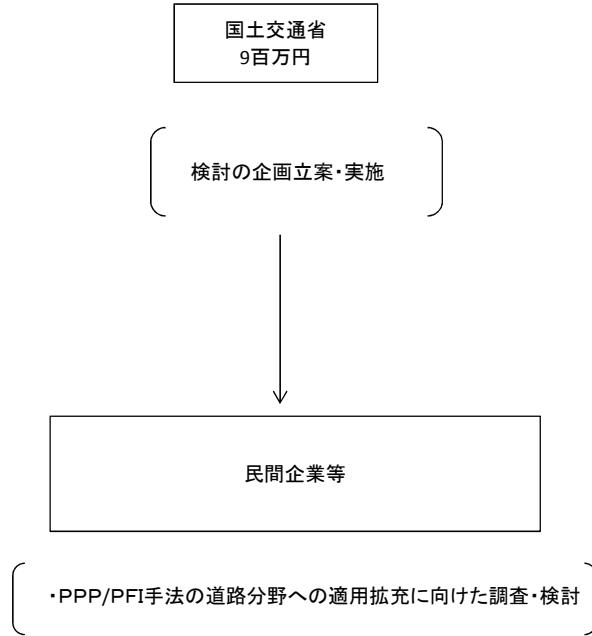 国土交通省
9百万円
検討の企画立案・実施
民間企業等
・PPP/PFI手法の道路分野への適用拡充に向けた調査・検討